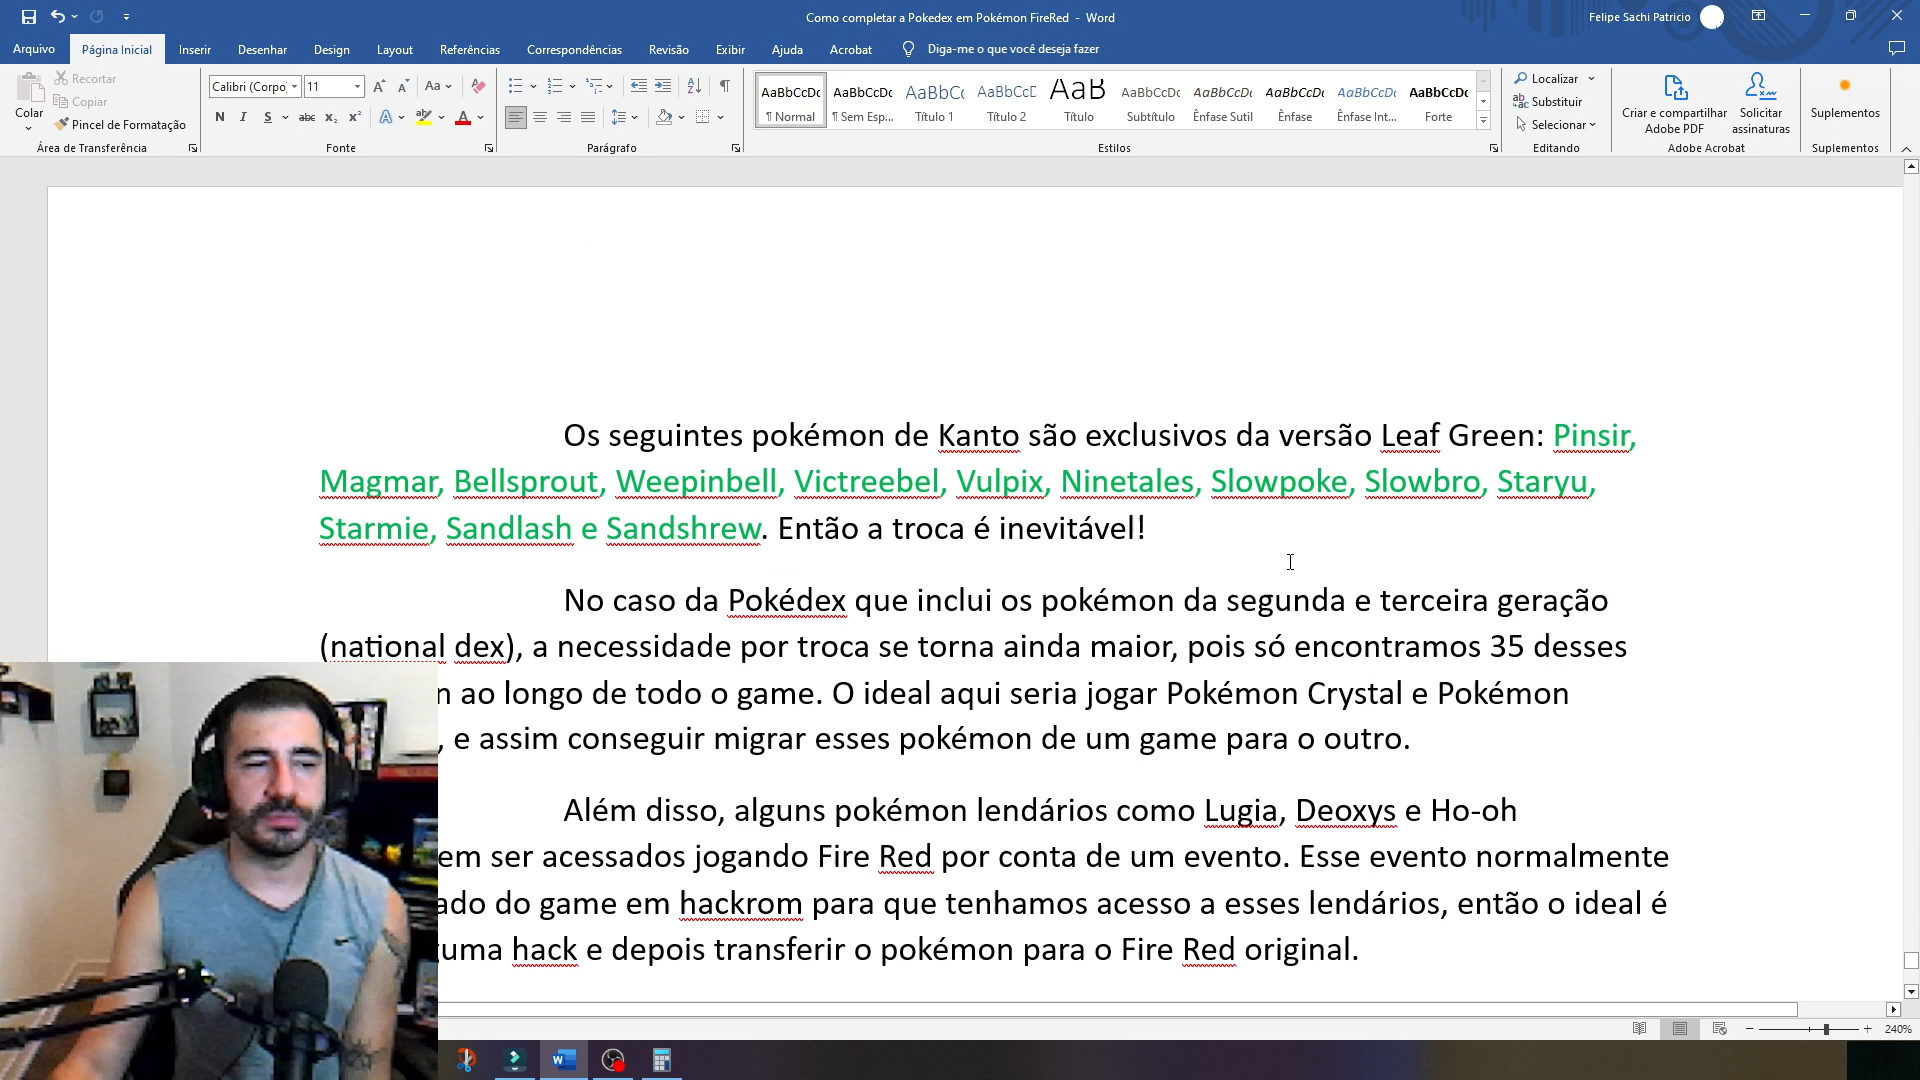 Como completar a Pokedex em Pokémon FireRed - Word
Felipe Sachi Patricio
Arquivo
Página Inicial
Inserir
Desenhar
Design
Layout
Referências
Correspondências
Revisão
Exibir
Ajuda
Acrobat
Diga-me o que você deseja fazer
Colar
Recortar
Copiar
Pincel de Formatação
Área de Transferência
Calibri (Corpo
11
Fonte
Parágrafo
AaBbCcDc
¶ Normal
AaBbCcDc
¶ Sem Esp...
AaBbC(
Título 1
AaBbCcE
Título 2
AaB
Título
AaBbCcDc
Subtítulo
AaBbCcDc
Ênfase Sutil
AaBbCcDc
Ênfase
AaBbCcDc
Ênfase Int...
AaBbCcDc
Forte
Estilos
Localizar
Substituir
Selecionar
Editando
Criar e compartilhar
Adobe PDF
Solicitar
assinaturas
Adobe Acrobat
Suplementos
Suplementos
Os seguintes pokémon de Kanto são exclusivos da versão Leaf Green: Pinsir,
Magmar, Bellsprout, Weepinbell, Victreebel, Vulpix, Ninetales, Slowpoke, Slowbro, Staryu,
Starmie, Sandlash e Sandshrew. Então a troca é inevitável!
No caso da Pokédex que inclui os pokémon da segunda e terceira geração
(national dex), a necessidade por troca se torna ainda maior, pois só encontramos 35 desses
n ao longo de todo o game. O ideal aqui seria jogar Pokémon Crystal e Pokémon
, e assim conseguir migrar esses pokémon de um game para o outro.
Além disso, alguns pokémon lendários como Lugia, Deoxys e Ho-oh
em ser acessados jogando Fire Red por conta de um evento. Esse evento normalmente
ado do game em hackrom para que tenhamos acesso a esses lendários, então o ideal é
uma hack e depois transferir o pokémon para o Fire Red original.
240%